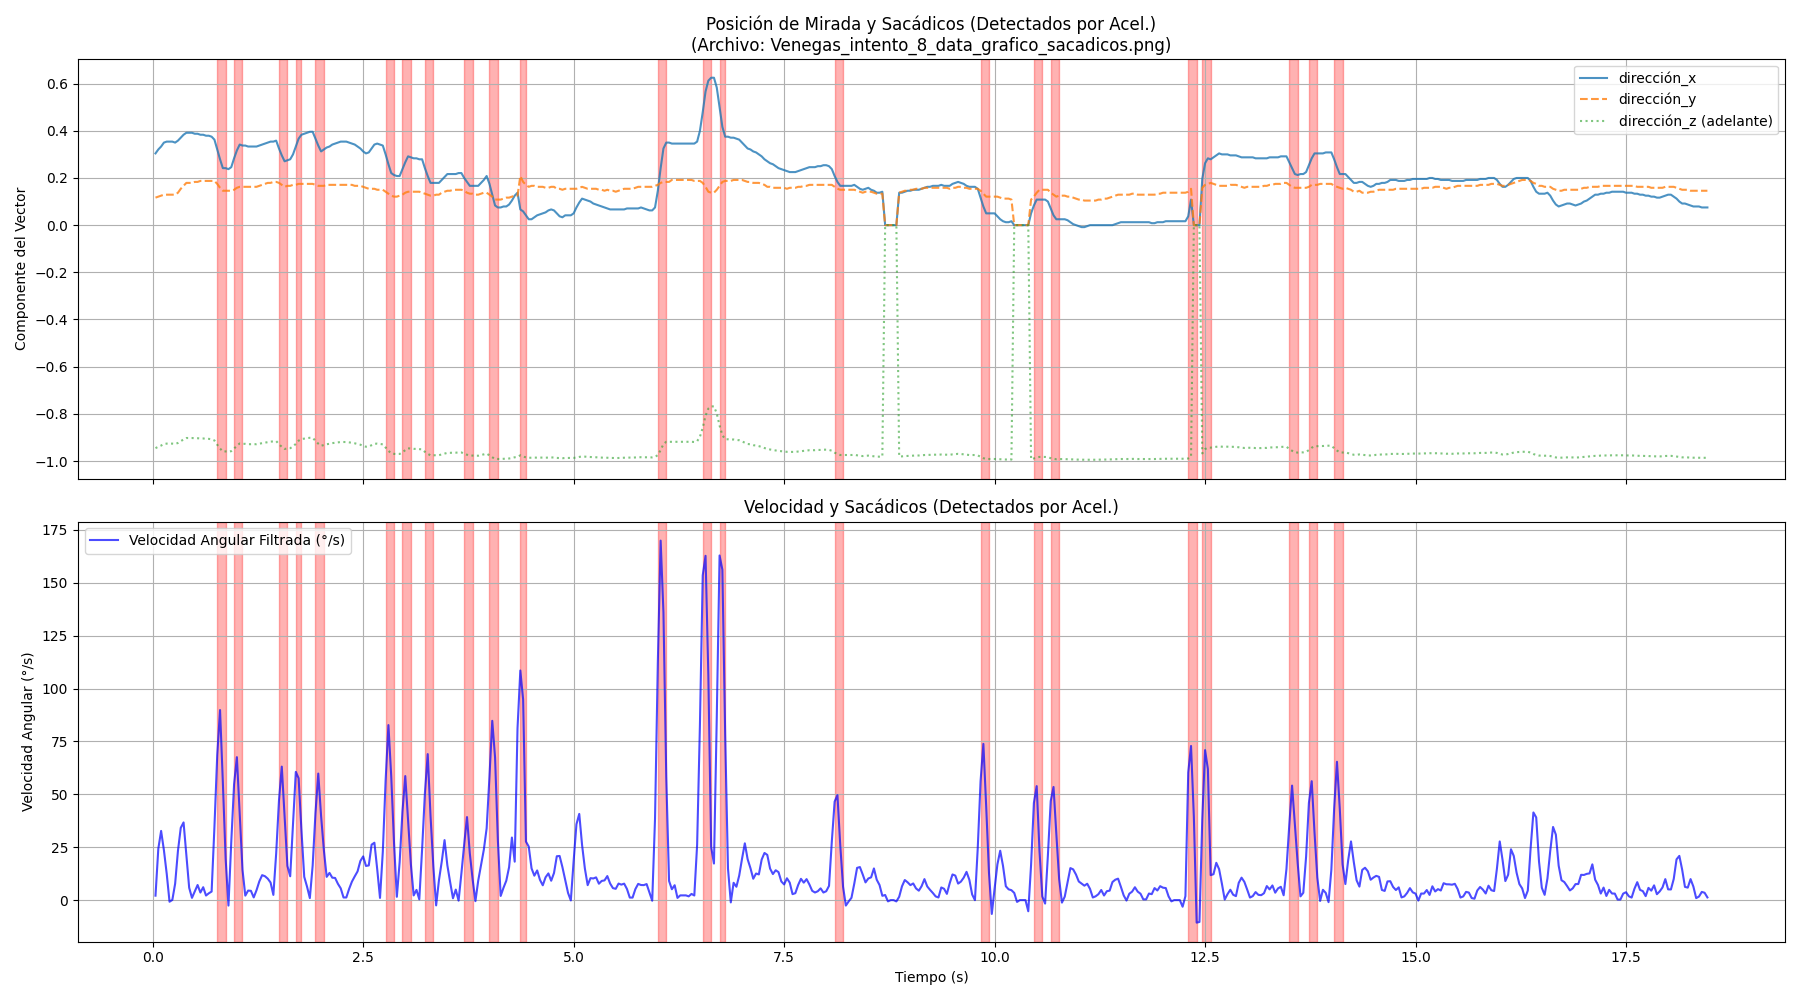 Posición de Mirada y Sacádicos (Detectados por Acel.)
(Archivo: Venegas_intento_8_data_grafico_sacadicos.png)
Componente del Vector
0.6
0.4
0.2
0.0
−0.2
−0.4
−0.6
−0.8
−1.0
dirección_x
dirección_y
dirección_z (adelante)
Velocidad y Sacádicos (Detectados por Acel.)
Velocidad Angular (°/s)
175
150
125
100
75
50
25
0
Velocidad Angular Filtrada (°/s)
0.0 2.5 5.0 7.5 10.0 12.5 15.0 17.5
Tiempo (s)